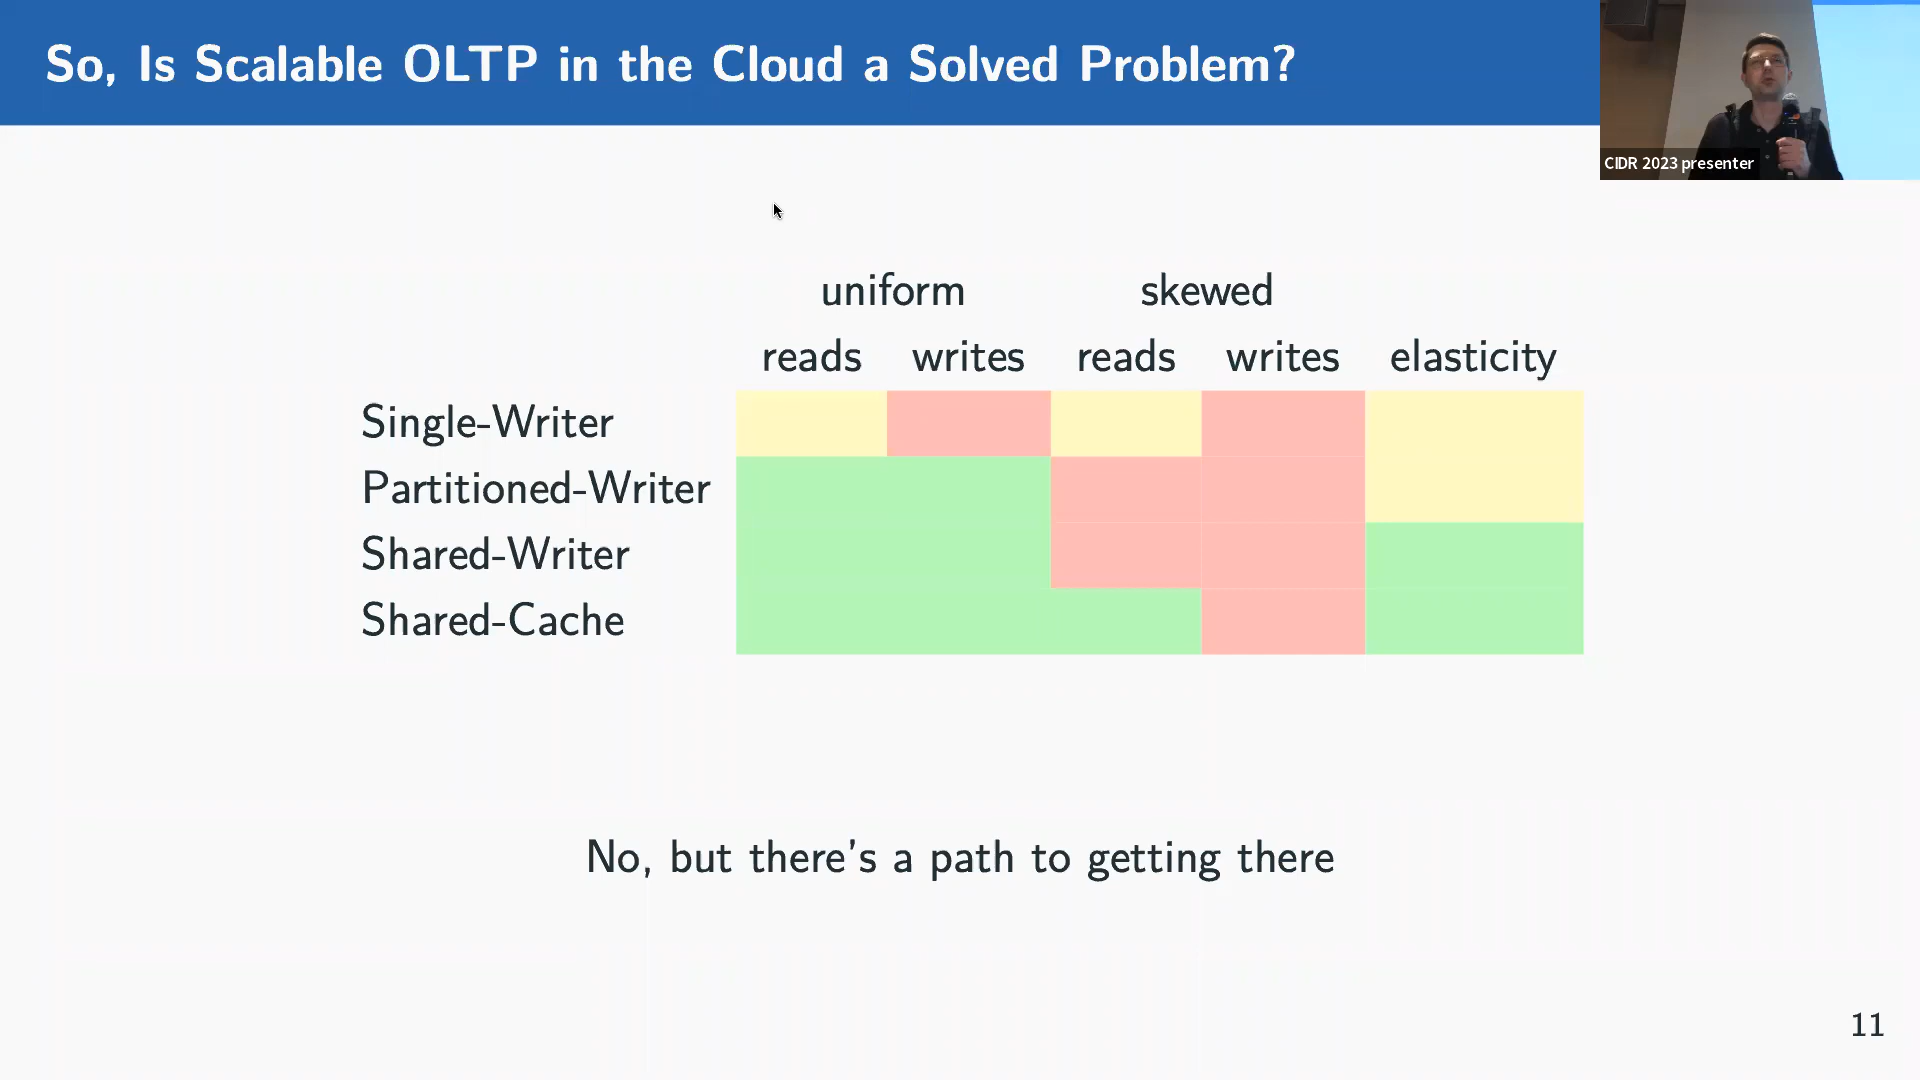 So, Is Scalable OLTP in the Cloud a Solved Problem?
CIDR 2023 presenter
uniform skewed
reads writes reads writes elasticity
Single-Writer
Partitioned-Writer
Shared-Writer
Shared-Cache
No, but there's a path to getting there
11